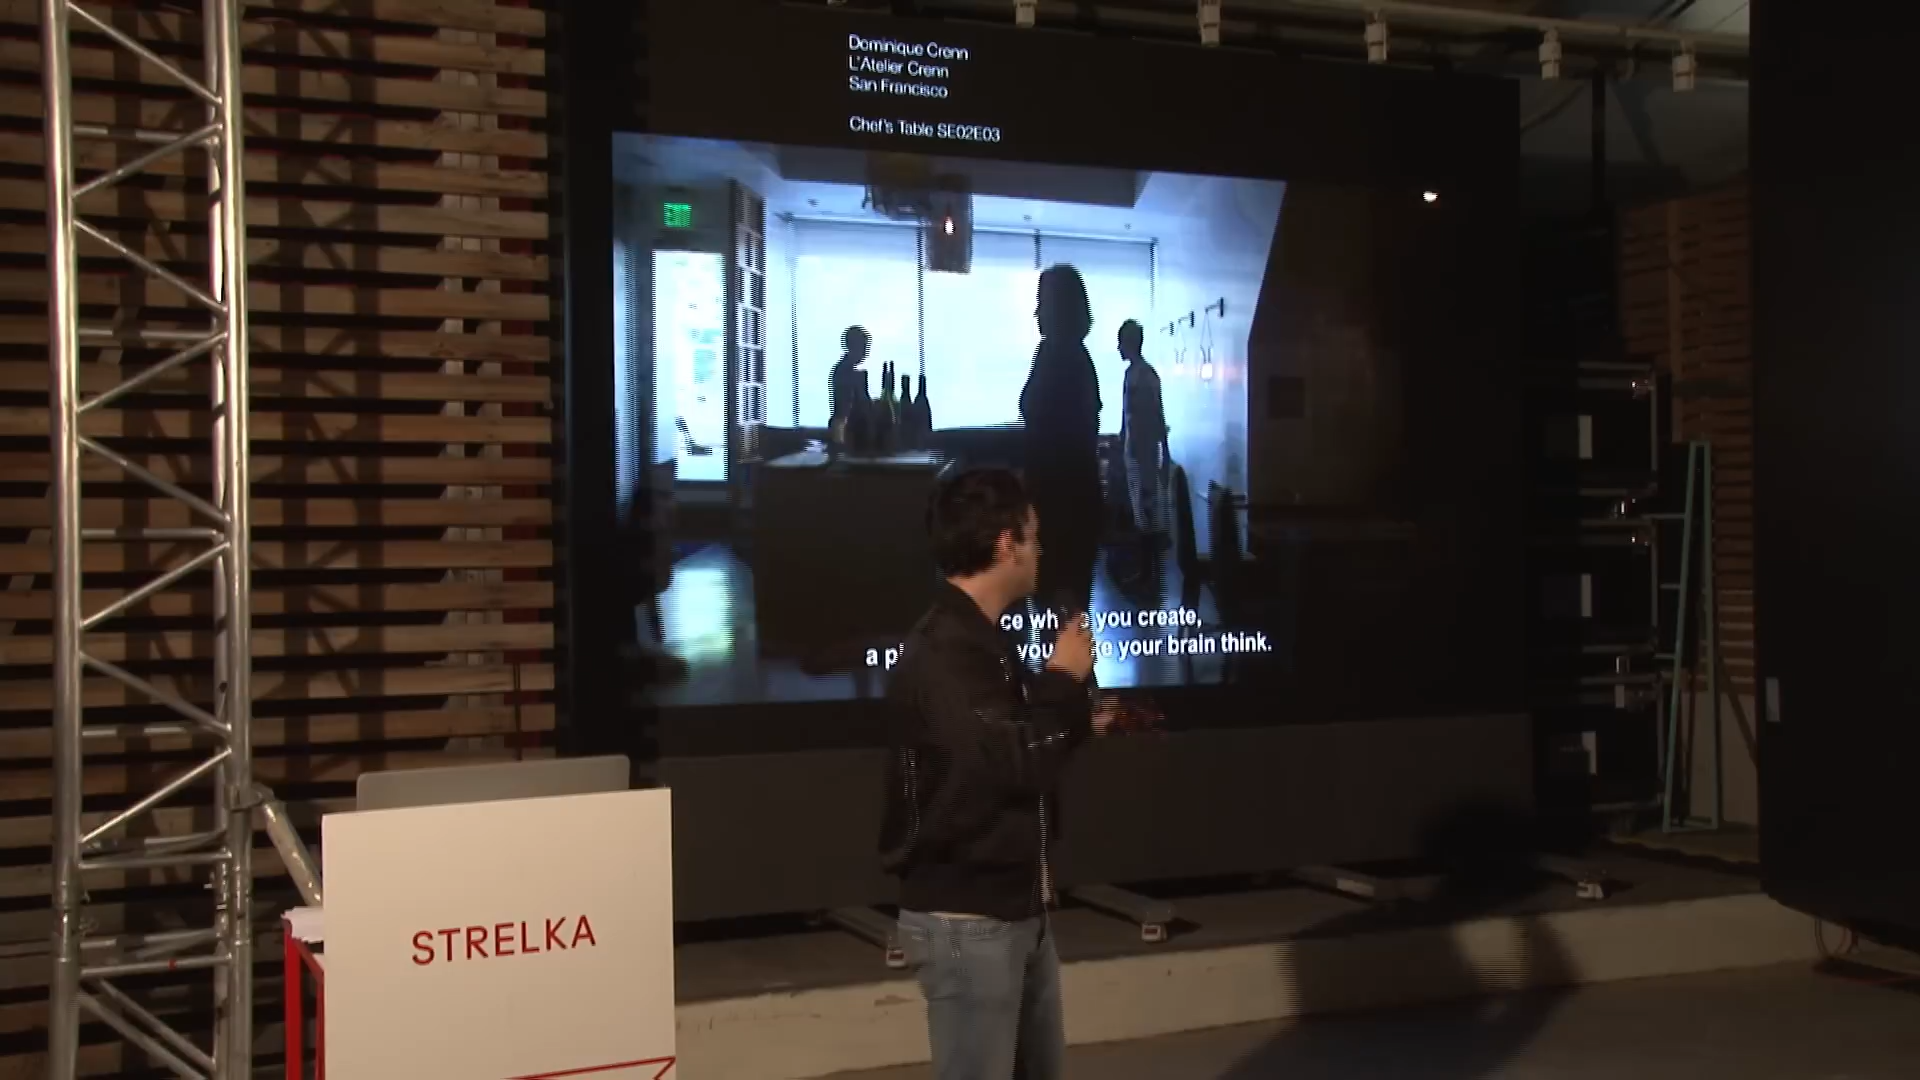 Dominique Crenn
L'Atelier Crenn
San Francisco
Chef's Table SE02E03
EXIT
you create,
a your brain think.
STRELKA